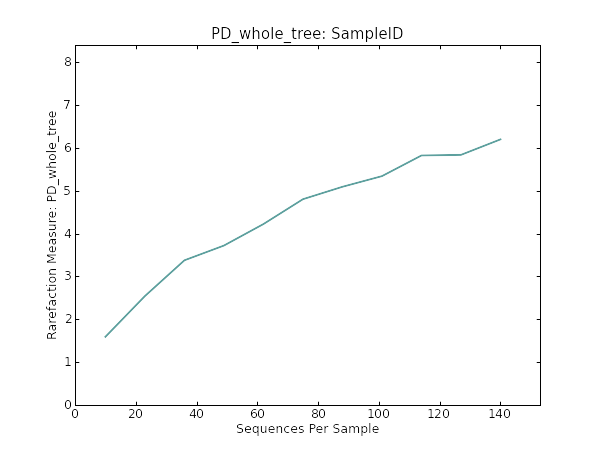 PD_whole_tree: SampleID
8
7
6
5
4
3
2
1
0
Rarefaction Measure: PD_whole_tree
0 20 40 60 80 100 120 140
Sequences Per Sample